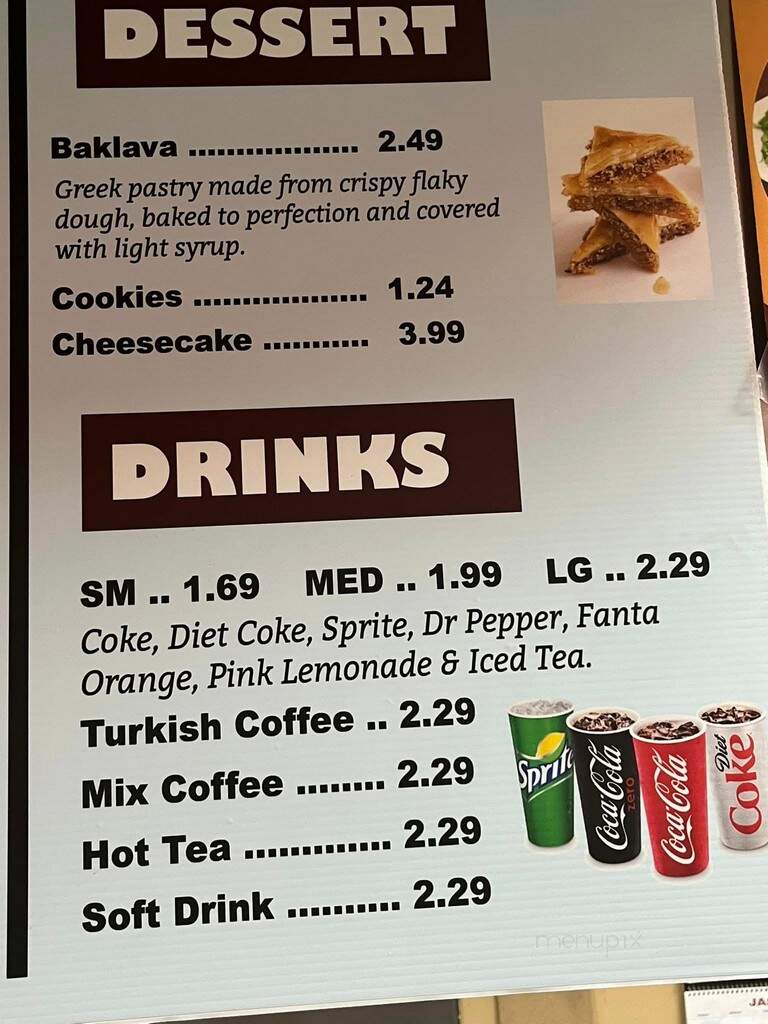 DESSERT
Baklava .................. 2.49
Greek pastry made from crispy flaky
dough, baked to perfection and covered
with light syrup.
Cookies ................... 1.24
Cheesecake ........... 3.99
DRINKS
SM .. 1.69 MED .. 1.99 LG .. 2.29
Coke, Diet Coke, Sprite, Dr Pepper, Fanta
Orange, Pink Lemonade & Iced Tea.
Turkish Coffee .. 2.29
Mix Coffee ........ 2.29
Hot Tea ............. 2.29
Soft Drink .......... 2.29
Sprite
Coca-Cola zero
Coca-Cola
Diet Coke
menupix